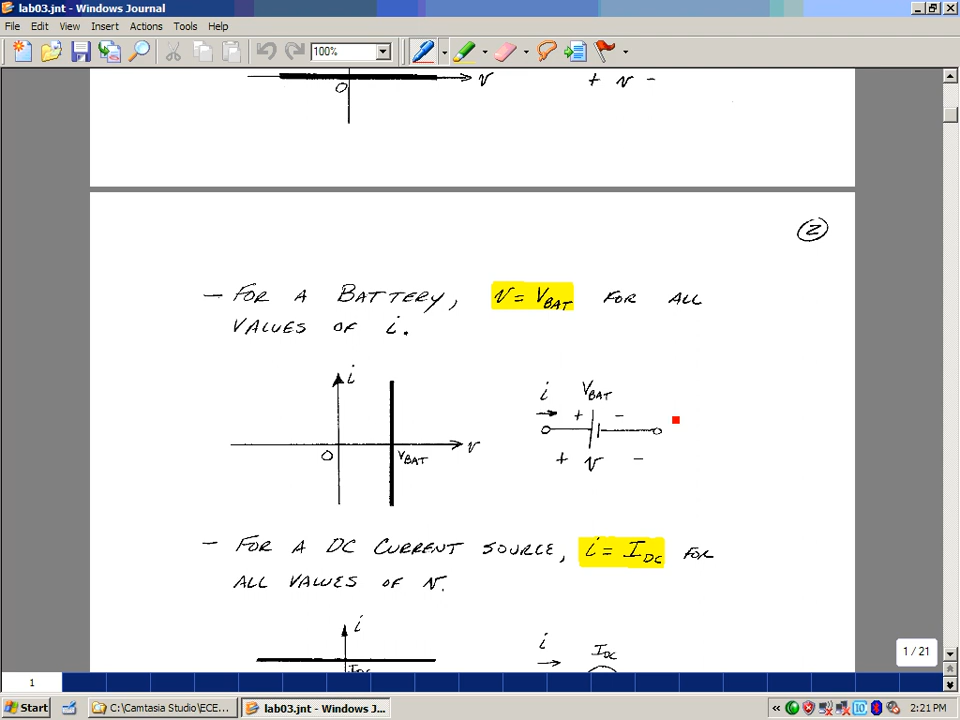 lab03.jnt - Windows Journal
File Edit View Insert Actions Tools Help
100%
0 v + v -
2
- FOR A BATTERY, v = VBAT FOR ALL
VALUES OF i.
i
0 VBAT v
i VBAT
+ -
+ v -
- FOR A DC CURRENT SOURCE, i = IDC FOR
ALL VALUES OF v.
i
IDC
i IDC
1 / 21
1
Start C:\Camtasia Studio\ECE... lab03.jnt - Windows J... 2:21 PM